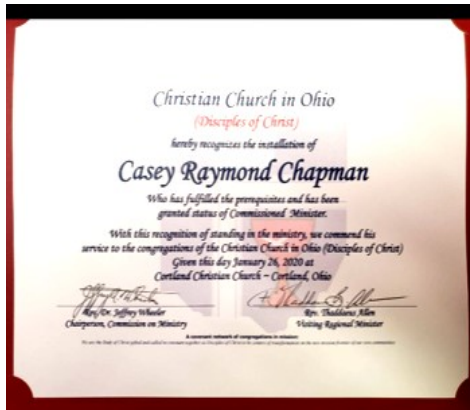 Christian Church in Ohio
(Disciples of Christ)
hereby recognizes the installation of
Casey Raymond Chapman
Who has fulfilled the prerequisites and has been
granted status of Commissioned Minister.
With this recognition of standing in the ministry, we commend his
service to the congregations of the Christian Church in Ohio (Disciples of Christ)
Given this day January 26, 2020 at
Cortland Christian Church ~ Cortland, Ohio
Rev. Dr. Jeffrey Wheeler
Chairperson, Commission on Ministry
Rev. Thaddaeus Allen
Visiting Regional Minister
A covenant network of congregations in mission: